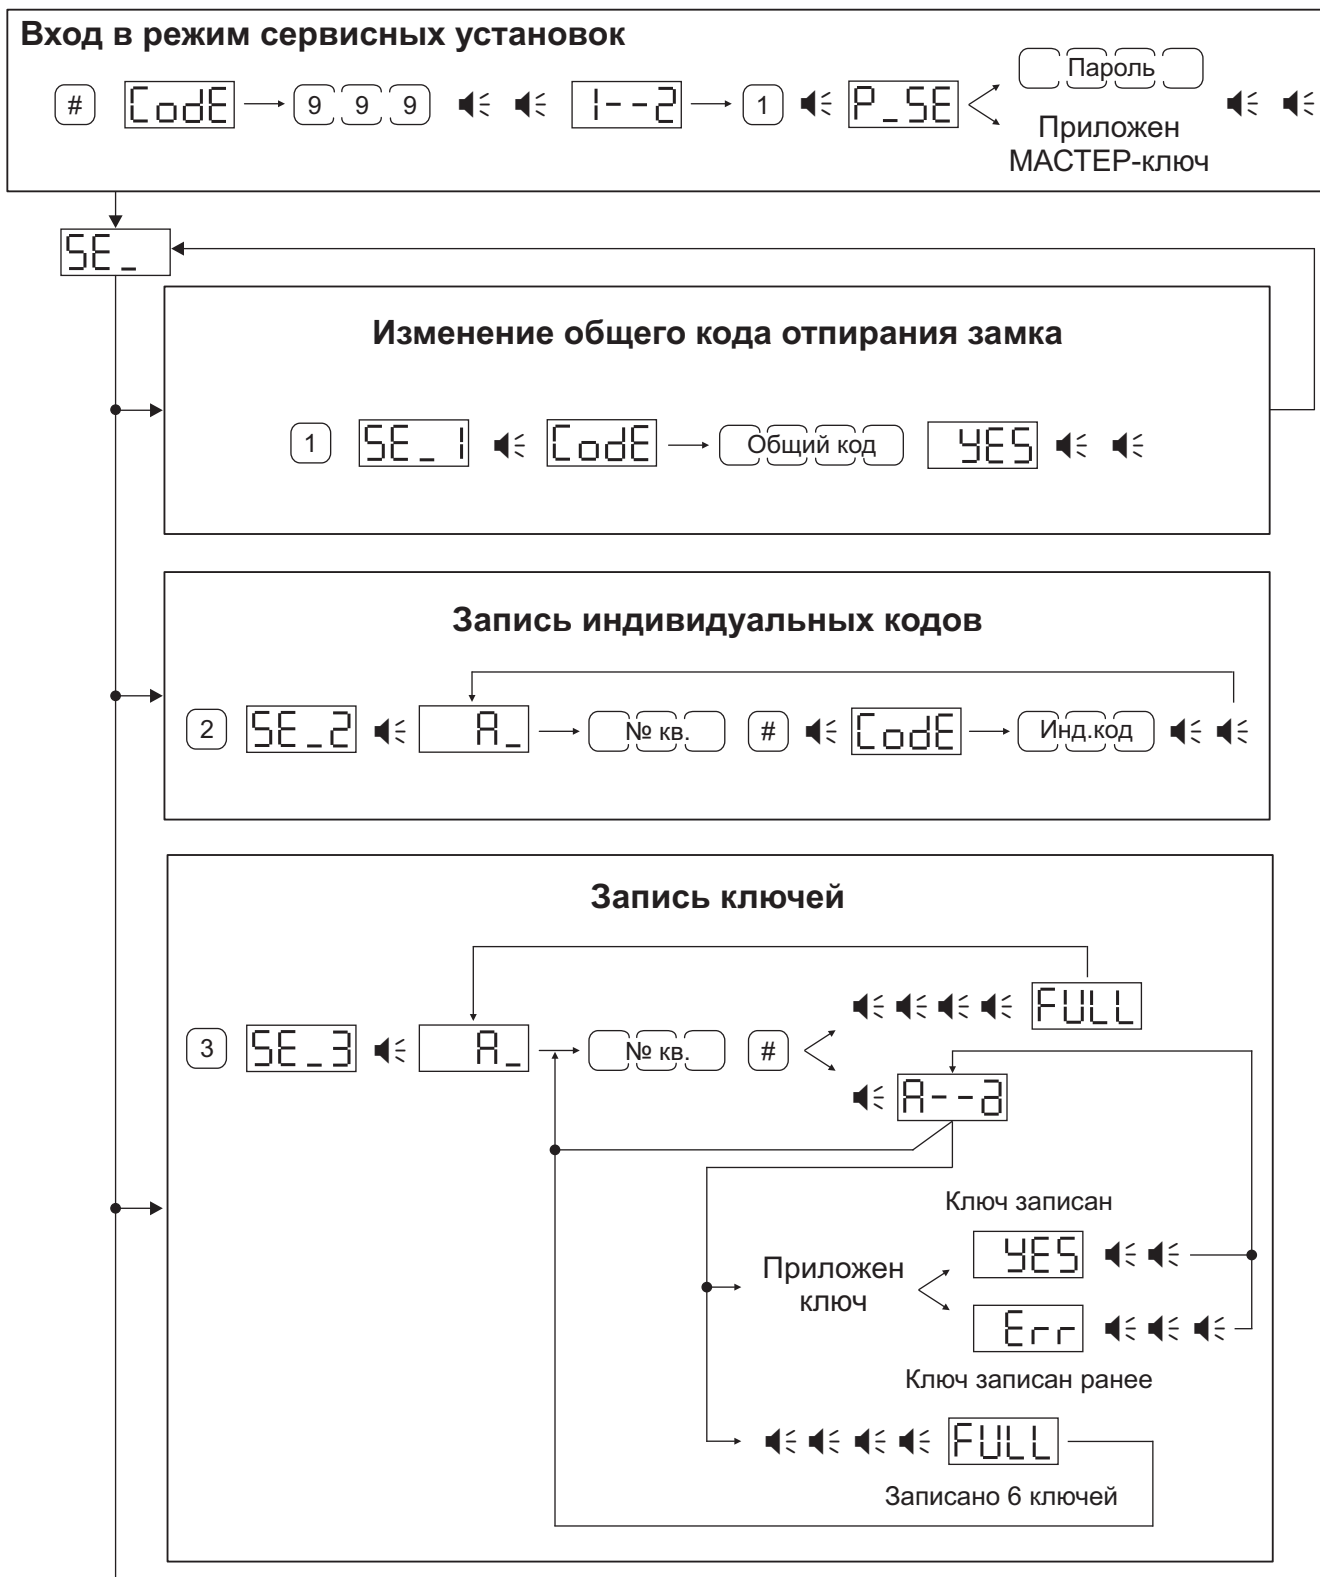 Вход в режим сервисных установок
# CodE 9 9 9 1--2 1 P_SE Пароль
Приложен
МАСТЕР-ключ
SE_
Изменение общего кода отпирания замка
1 SE_1 CodE Общий код YES
Запись индивидуальных кодов
2 SE_2 A_ № кв. # CodE Инд.код
Запись ключей
FULL
3 SE_3 A_ № кв. #
A--a
Ключ записан
YES
Приложен
ключ
Err
Ключ записан ранее
FULL
Записано 6 ключей